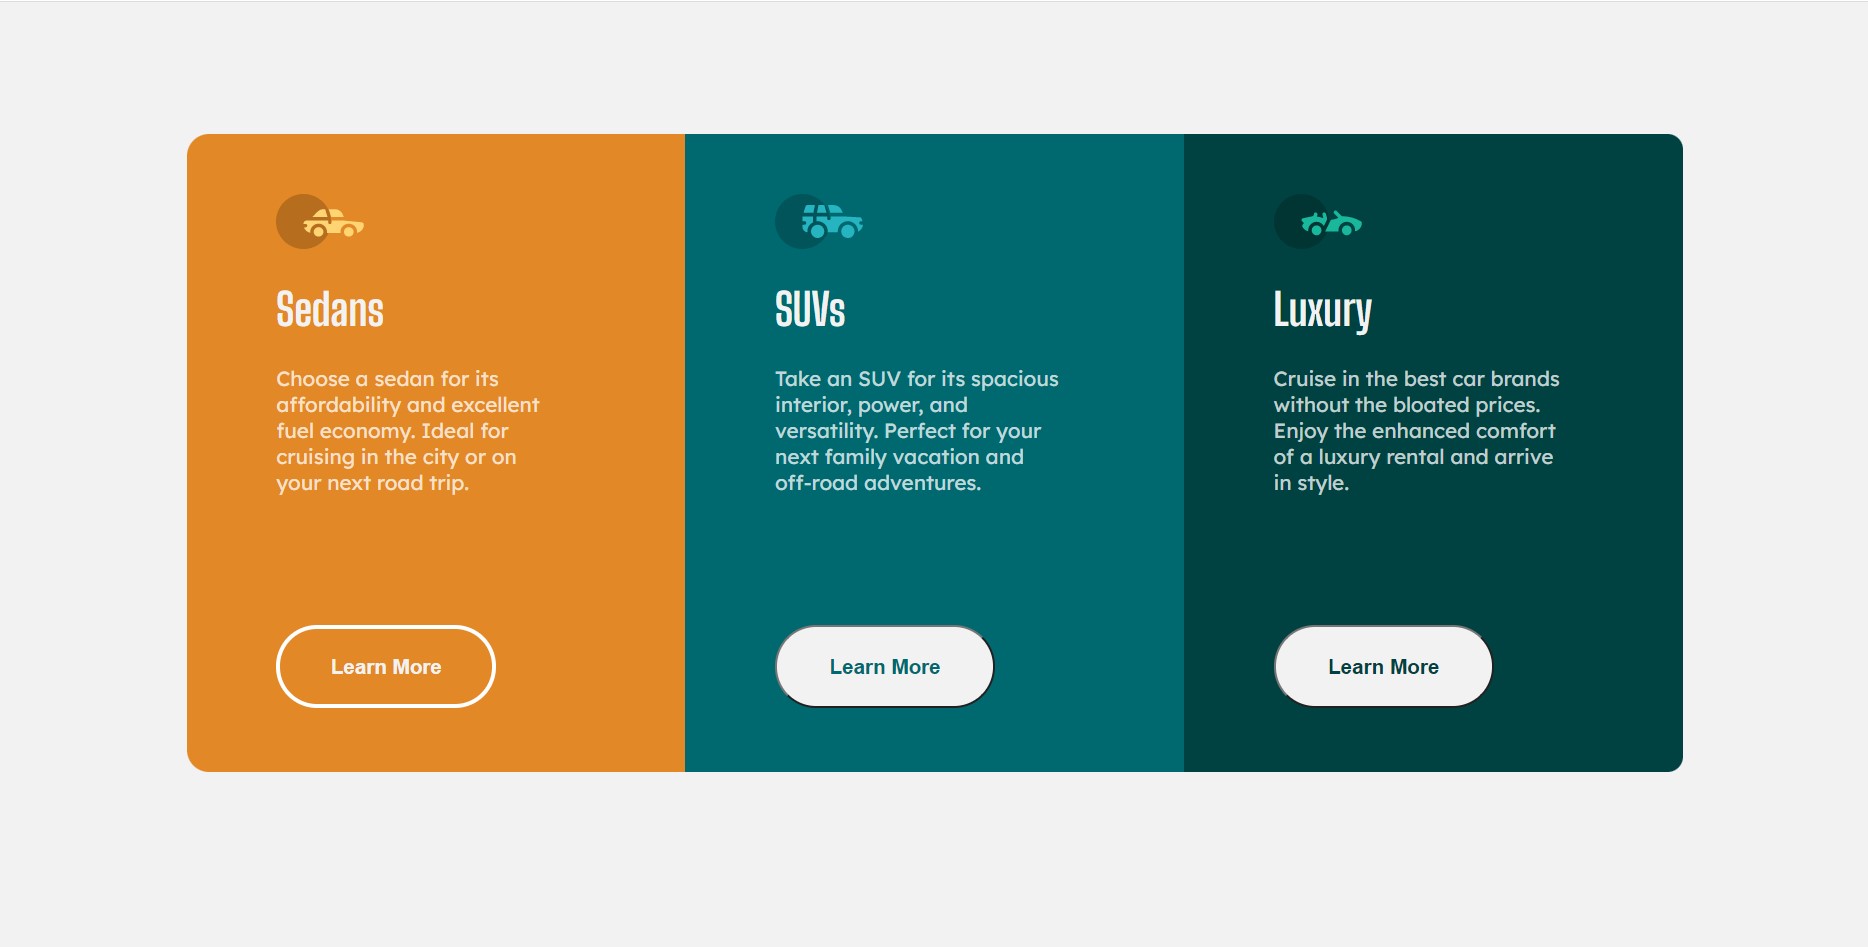 Sedans
Choose a sedan for its
affordability and excellent
fuel economy. Ideal for
cruising in the city or on
your next road trip.
Learn More
SUVs
Take an SUV for its spacious
interior, power, and
versatility. Perfect for your
next family vacation and
off-road adventures.
Learn More
Luxury
Cruise in the best car brands
without the bloated prices.
Enjoy the enhanced comfort
of a luxury rental and arrive
in style.
Learn More